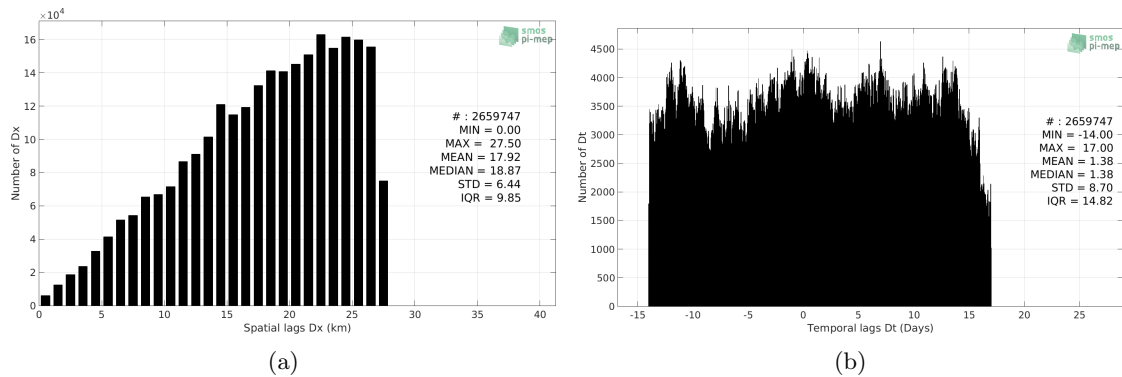 ×10⁴
16
14
12
10
8
6
4
2
0
Number of Dx
0 5 10 15 20 25 30 35 40
Spatial lags Dx (km)
smos
pi-mep
# : 2659747
MIN = 0.00
MAX = 27.50
MEAN = 17.92
MEDIAN = 18.87
STD = 6.44
IQR = 9.85
(a)
4500
4000
3500
3000
2500
2000
1500
1000
500
0
Number of Dt
-15 -10 -5 0 5 10 15 20 25
Temporal lags Dt (Days)
smos
pi-mep
# : 2659747
MIN = -14.00
MAX = 17.00
MEAN = 1.38
MEDIAN = 1.38
STD = 8.70
IQR = 14.82
(b)